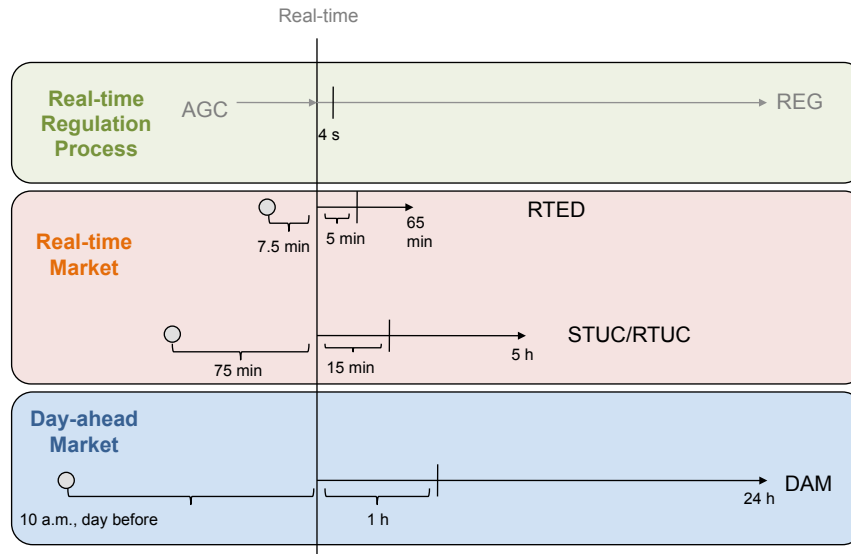 Real-time
Real-time
Regulation
Process
AGC
REG
4 s
Real-time
Market
RTED
7.5 min
5 min
65
min
STUC/RTUC
75 min
15 min
5 h
Day-ahead
Market
DAM
10 a.m., day before
1 h
24 h